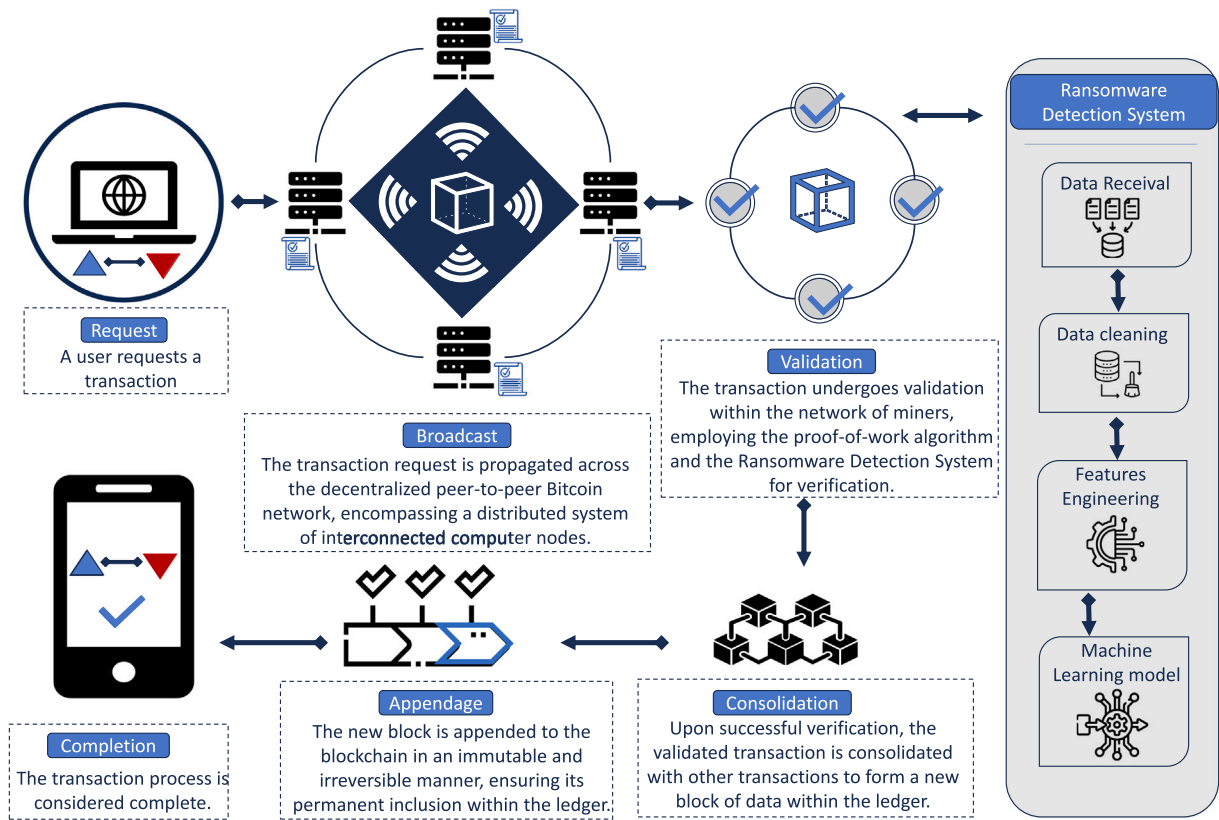 Request
A user requests a
transaction
Broadcast
The transaction request is propagated across
the decentralized peer-to-peer Bitcoin
network, encompassing a distributed system
of interconnected computer nodes.
Validation
The transaction undergoes validation
within the network of miners,
employing the proof-of-work algorithm
and the Ransomware Detection System
for verification.
Ransomware
Detection System
Data Receival
Data cleaning
Features
Engineering
Machine
Learning model
Consolidation
Upon successful verification, the
validated transaction is consolidated
with other transactions to form a new
block of data within the ledger.
Appendage
The new block is appended to the
blockchain in an immutable and
irreversible manner, ensuring its
permanent inclusion within the ledger.
Completion
The transaction process is
considered complete.